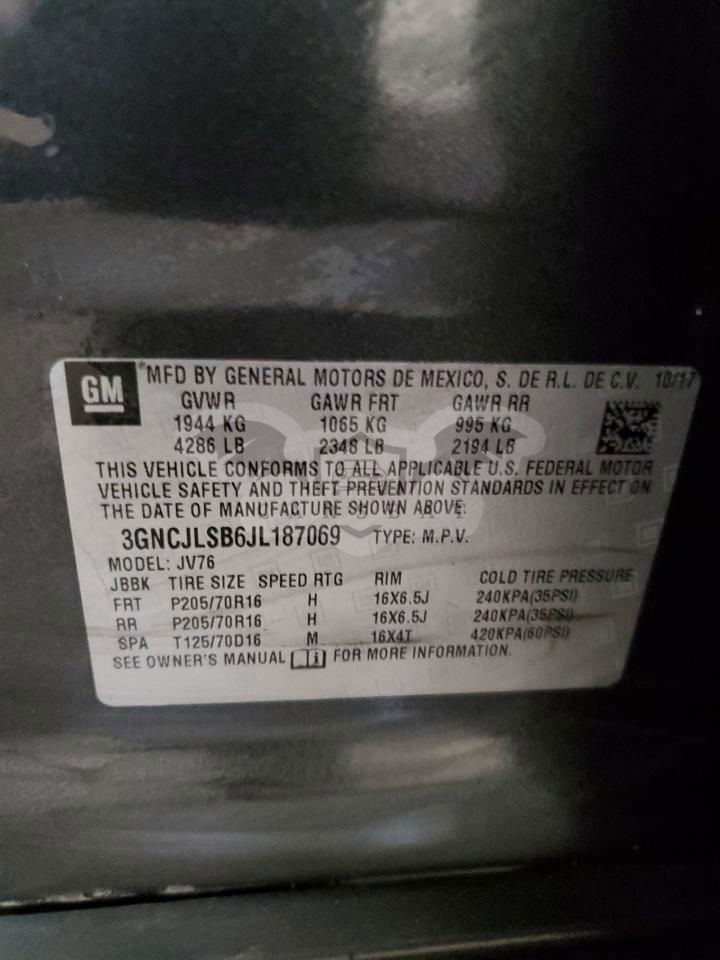 GM
*MFD BY GENERAL MOTORS DE MEXICO, S. DE R.L. DE C.V. 10/17
GVWR GAWR FRT GAWR RR
1944 KG 1065 KG 995 KG
4286 LB 2348 LB 2194 LB
THIS VEHICLE CONFORMS TO ALL APPLICABLE U.S. FEDERAL MOTOR
VEHICLE SAFETY AND THEFT PREVENTION STANDARDS IN EFFECT ON
THE DATE OF MANUFACTURE SHOWN ABOVE.
3GNCJLSB6JL187069 TYPE: M.P.V.
MODEL: JV76
JBBK TIRE SIZE SPEED RTG RIM COLD TIRE PRESSURE
FRT P205/70R16 H 16X6.5J 240KPA(35PSI)
RR P205/70R16 H 16X6.5J 240KPA(35PSI)
SPA T125/70D16 M 16X4T 420KPA(60PSI)
SEE OWNER'S MANUAL FOR MORE INFORMATION.